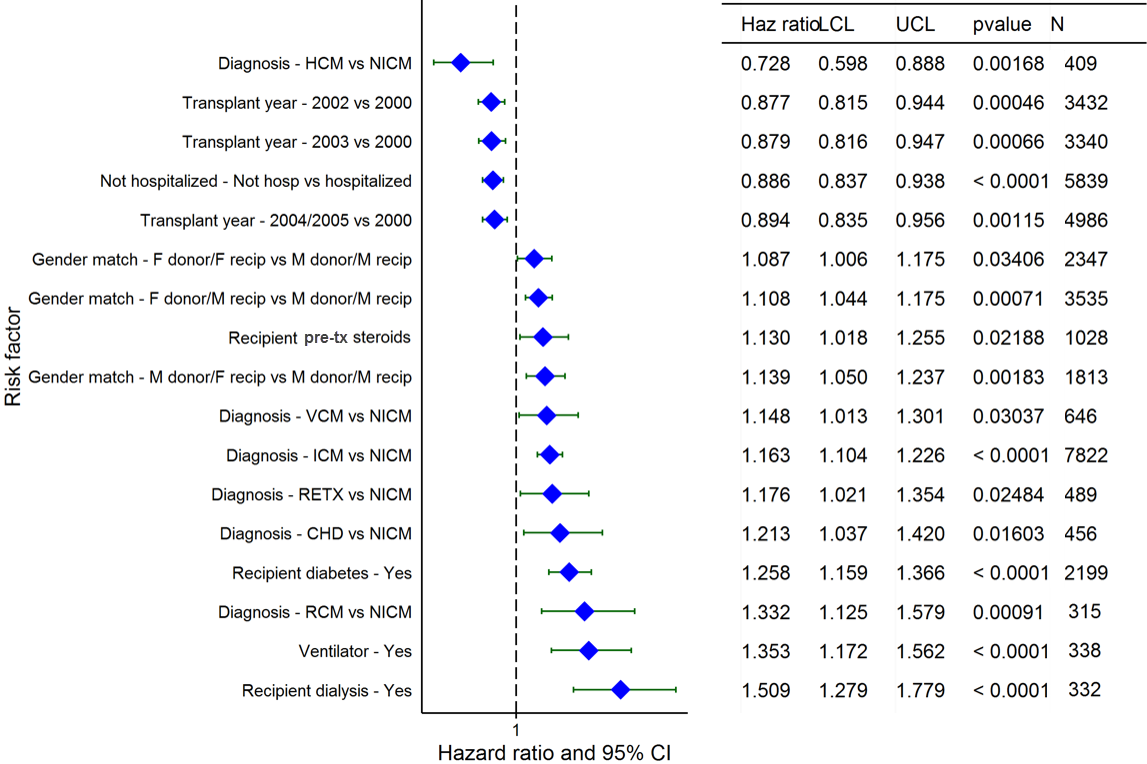 Haz ratioLCL UCL pvalue N
Diagnosis - HCM vs NICM 0.728 0.598 0.888 0.00168 409
Transplant year - 2002 vs 2000 0.877 0.815 0.944 0.00046 3432
Transplant year - 2003 vs 2000 0.879 0.816 0.947 0.00066 3340
Not hospitalized - Not hosp vs hospitalized 0.886 0.837 0.938 < 0.0001 5839
Transplant year - 2004/2005 vs 2000 0.894 0.835 0.956 0.00115 4986
Gender match - F donor/F recip vs M donor/M recip 1.087 1.006 1.175 0.03406 2347
Gender match - F donor/M recip vs M donor/M recip 1.108 1.044 1.175 0.00071 3535
Recipient pre-tx steroids 1.130 1.018 1.255 0.02188 1028
Gender match - M donor/F recip vs M donor/M recip 1.139 1.050 1.237 0.00183 1813
Diagnosis - VCM vs NICM 1.148 1.013 1.301 0.03037 646
Diagnosis - ICM vs NICM 1.163 1.104 1.226 < 0.0001 7822
Diagnosis - RETX vs NICM 1.176 1.021 1.354 0.02484 489
Diagnosis - CHD vs NICM 1.213 1.037 1.420 0.01603 456
Recipient diabetes - Yes 1.258 1.159 1.366 < 0.0001 2199
Diagnosis - RCM vs NICM 1.332 1.125 1.579 0.00091 315
Ventilator - Yes 1.353 1.172 1.562 < 0.0001 338
Recipient dialysis - Yes 1.509 1.279 1.779 < 0.0001 332
Risk factor
1
Hazard ratio and 95% CI